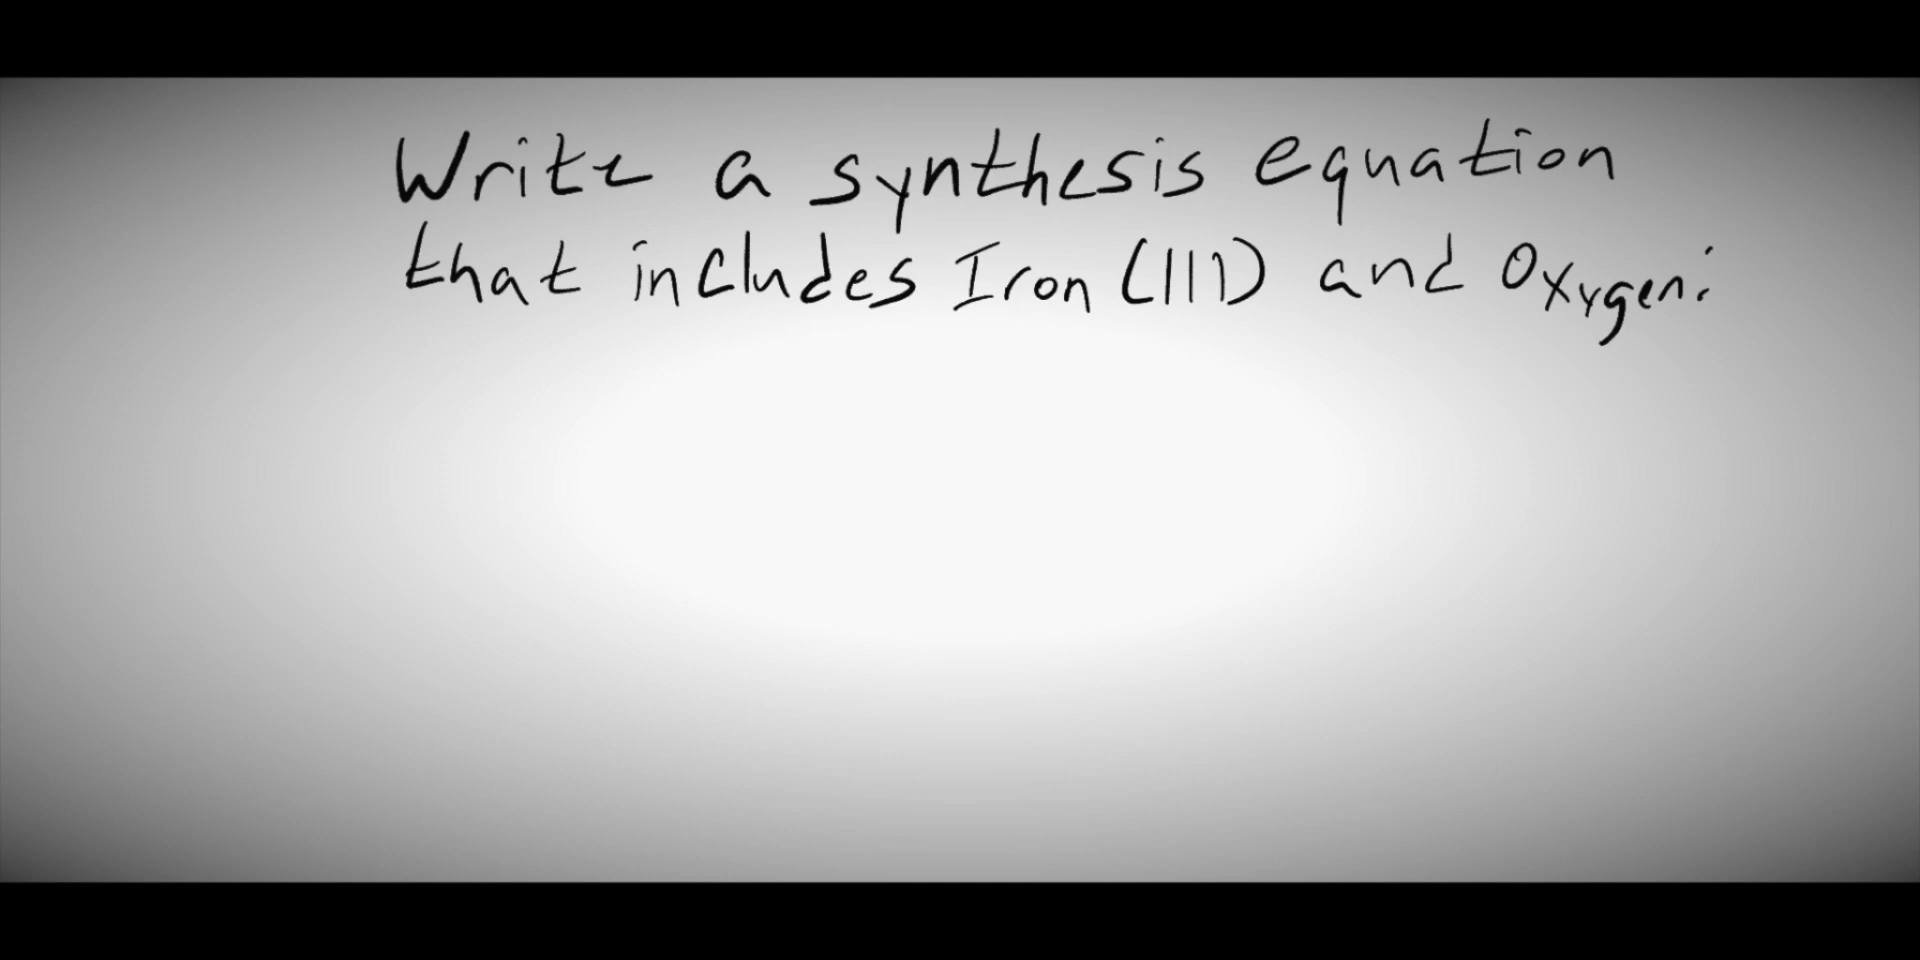 Write a synthesis equation
that includes Iron (III) and Oxygen: